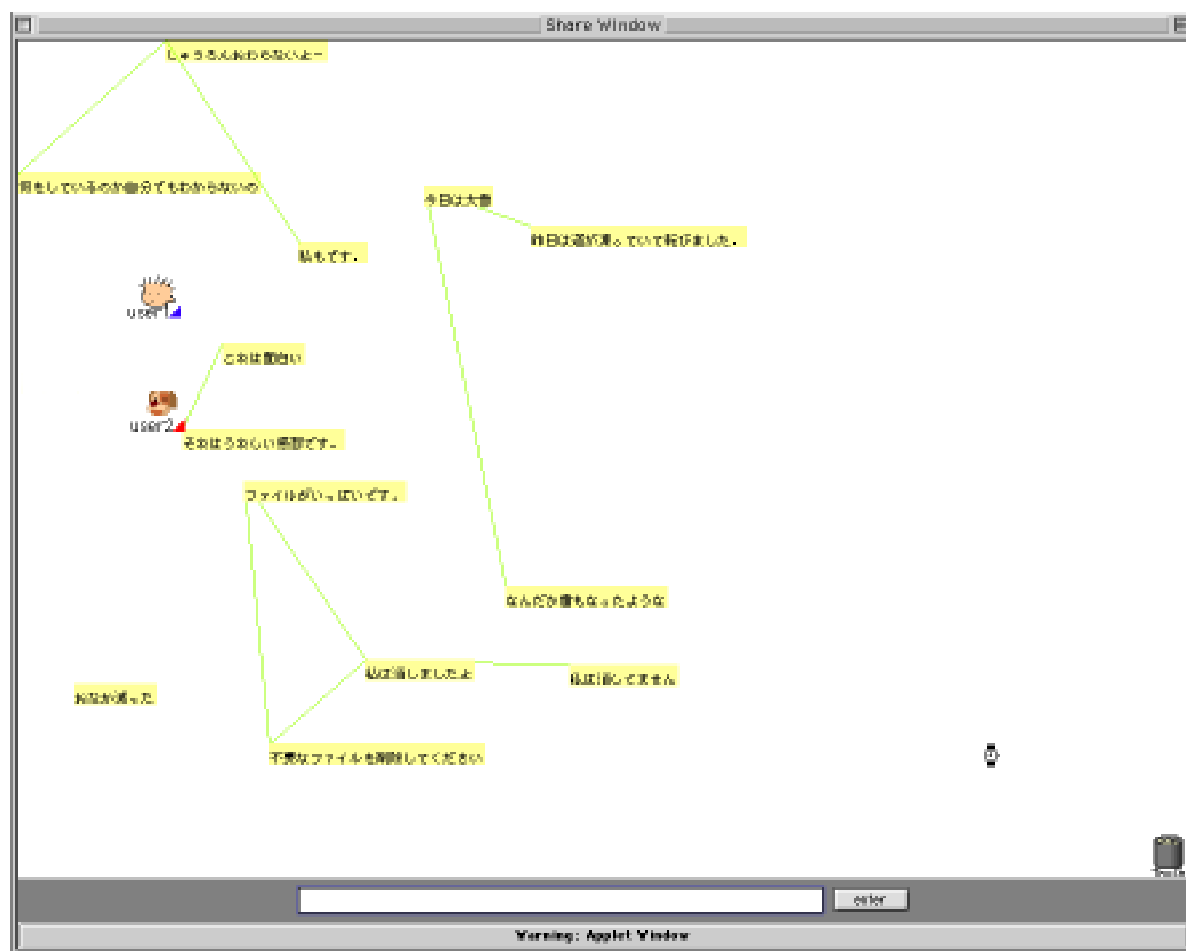 Share Window
しゅうろん終わらないよー
何をしているのか自分でもわからないの
今日は大雪
昨日は道が凍っていて転びました.
私もです.
user1
これは面白い
user2
それはうれしい感想です.
ファイルがいっぱいです.
なんだか雪もなったような
私は消しましたよ
私は消してません
おなが減った
不要なファイルを削除してください
enter
Warning: Applet Window